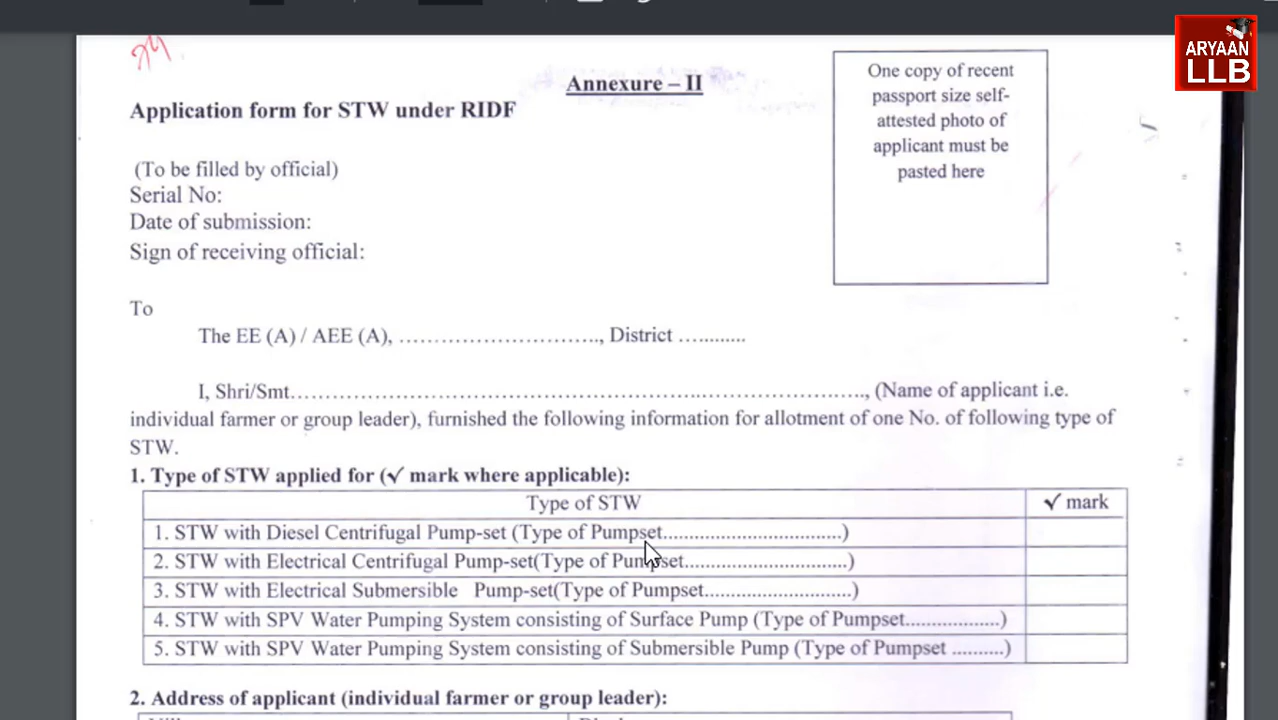 ARYAAN
LLB
Annexure – II
Application form for STW under RIDF
One copy of recent
passport size self-
attested photo of
applicant must be
pasted here
(To be filled by official)
Serial No:
Date of submission:
Sign of receiving official:
To
The EE (A) / AEE (A), ............................, District ............
I, Shri/Smt................................................................................, (Name of applicant i.e.
individual farmer or group leader), furnished the following information for allotment of one No. of following type of
STW.
1. Type of STW applied for (✓ mark where applicable):
Type of STW ✓ mark
1. STW with Diesel Centrifugal Pump-set (Type of Pumpset..................................)
2. STW with Electrical Centrifugal Pump-set(Type of Pumpset...............................)
3. STW with Electrical Submersible Pump-set(Type of Pumpset............................)
4. STW with SPV Water Pumping System consisting of Surface Pump (Type of Pumpset..................)
5. STW with SPV Water Pumping System consisting of Submersible Pump (Type of Pumpset ..........)
2. Address of applicant (individual farmer or group leader):